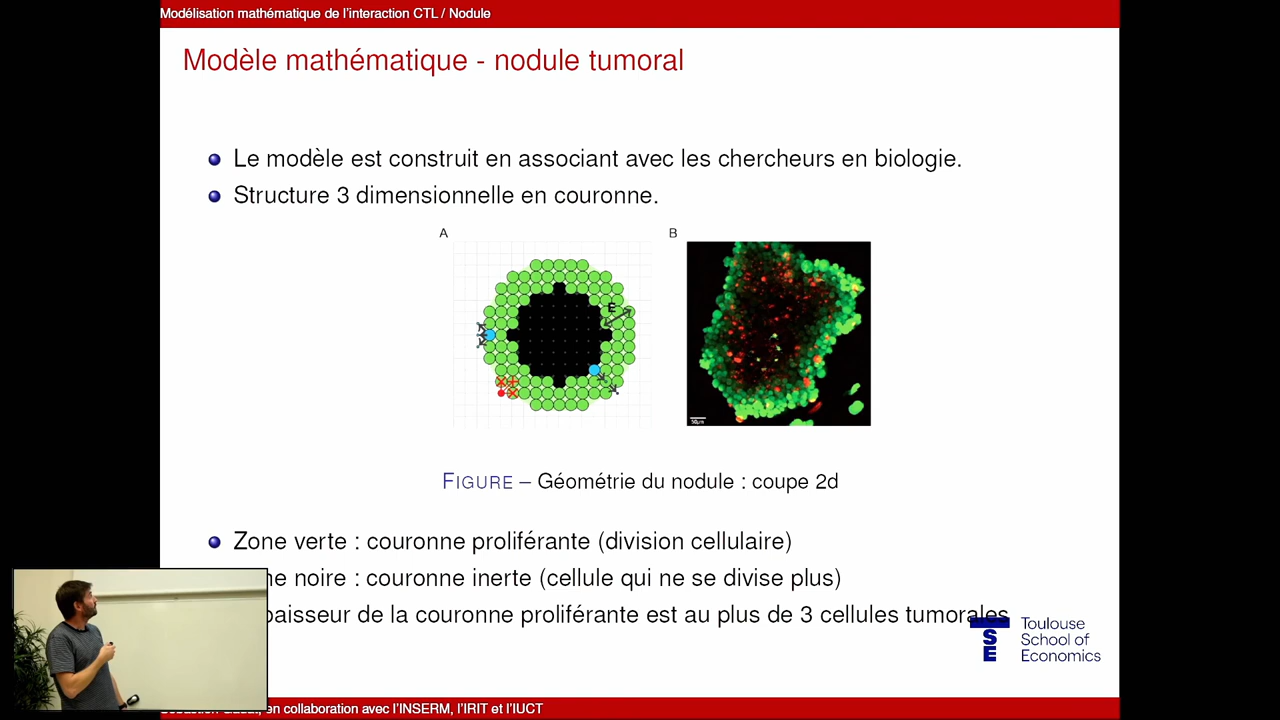 Modélisation mathématique de l'interaction CTL / Nodule
Modèle mathématique - nodule tumoral
Le modèle est construit en associant avec les chercheurs en biologie.
Structure 3 dimensionnelle en couronne.
A
B
E
50µm
FIGURE – Géométrie du nodule : coupe 2d
Zone verte : couronne proliférante (division cellulaire)
noire : couronne inerte (cellule qui ne se divise plus)
de la couronne proliférante est au plus de 3 cellules tumorales
TSE
Toulouse
School of
Economics
en collaboration avec l'INSERM, l'IRIT et l'IUCT